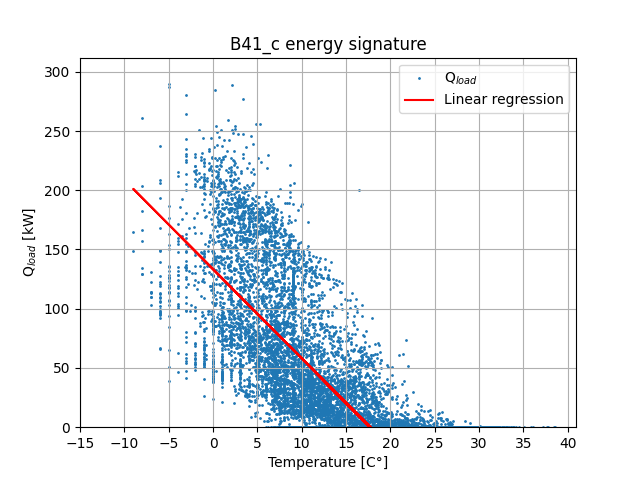 B41_c energy signature
Q_load
Linear regression
300
250
200
150
100
50
0
Q_load [kW]
−15 −10 −5 0 5 10 15 20 25 30 35 40
Temperature [C°]